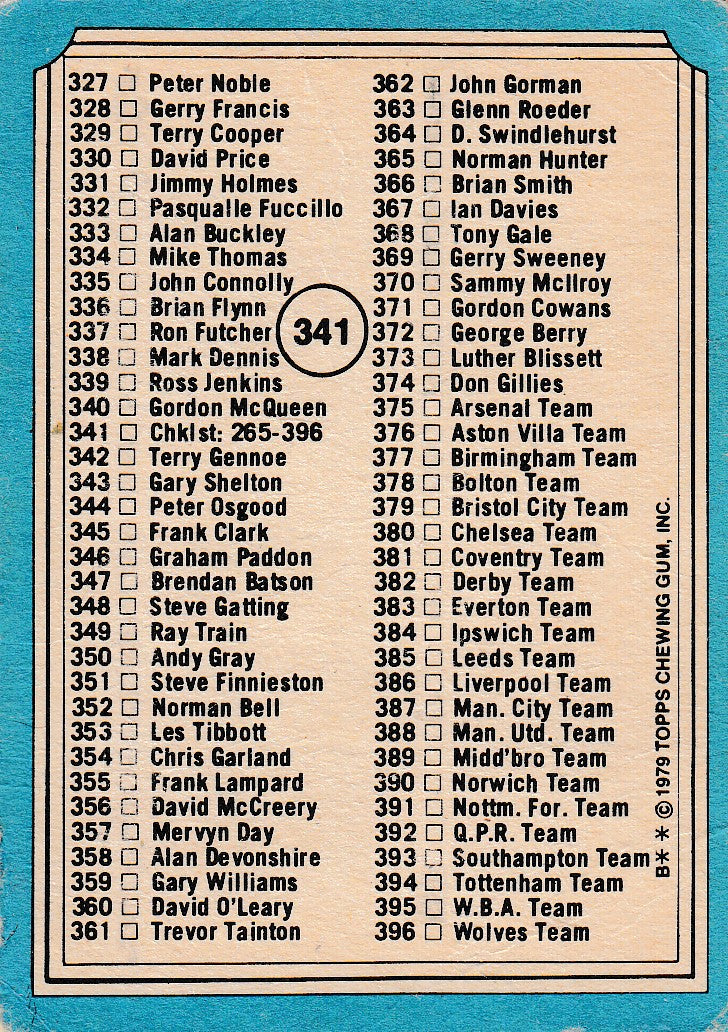 327 Peter Noble
328 Gerry Francis
329 Terry Cooper
330 David Price
331 Jimmy Holmes
332 Pasqualle Fuccillo
333 Alan Buckley
334 Mike Thomas
335 John Connolly
336 Brian Flynn
337 Ron Futcher
338 Mark Dennis
339 Ross Jenkins
340 Gordon McQueen
341 Chklst: 265-396
342 Terry Gennoe
343 Gary Shelton
344 Peter Osgood
345 Frank Clark
346 Graham Paddon
347 Brendan Batson
348 Steve Gatting
349 Ray Train
350 Andy Gray
351 Steve Finnieston
352 Norman Bell
353 Les Tibbott
354 Chris Garland
355 Frank Lampard
356 David McCreery
357 Mervyn Day
358 Alan Devonshire
359 Gary Williams
360 David O'Leary
361 Trevor Tainton
341
362 John Gorman
363 Glenn Roeder
364 D. Swindlehurst
365 Norman Hunter
366 Brian Smith
367 Ian Davies
368 Tony Gale
369 Gerry Sweeney
370 Sammy McIlroy
371 Gordon Cowans
372 George Berry
373 Luther Blissett
374 Don Gillies
375 Arsenal Team
376 Aston Villa Team
377 Birmingham Team
378 Bolton Team
379 Bristol City Team
380 Chelsea Team
381 Coventry Team
382 Derby Team
383 Everton Team
384 Ipswich Team
385 Leeds Team
386 Liverpool Team
387 Man. City Team
388 Man. Utd. Team
389 Midd'bro Team
390 Norwich Team
391 Nottm. For. Team
392 Q.P.R. Team
393 Southampton Team
394 Tottenham Team
395 W.B.A. Team
396 Wolves Team
B** © 1979 TOPPS CHEWING GUM, INC.